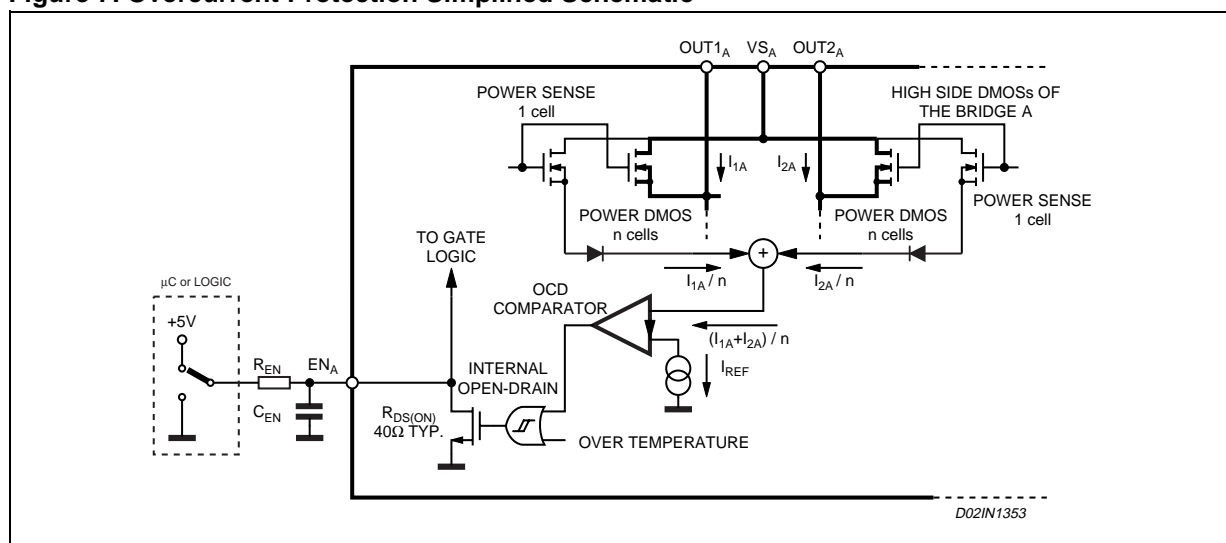 Figure 7. Overcurrent Protection Simplified Schematic
OUT1A VSA OUT2A
POWER SENSE
1 cell
HIGH SIDE DMOSs OF
THE BRIDGE A
I1A
I2A
POWER DMOS
n cells
POWER DMOS
n cells
POWER SENSE
1 cell
TO GATE
LOGIC
+
I1A / n
I2A / n
µC or LOGIC
+5V
OCD
COMPARATOR
(I1A+I2A) / n
IREF
REN
ENA
CEN
INTERNAL
OPEN-DRAIN
RDS(ON)
40Ω TYP.
OVER TEMPERATURE
D02IN1353